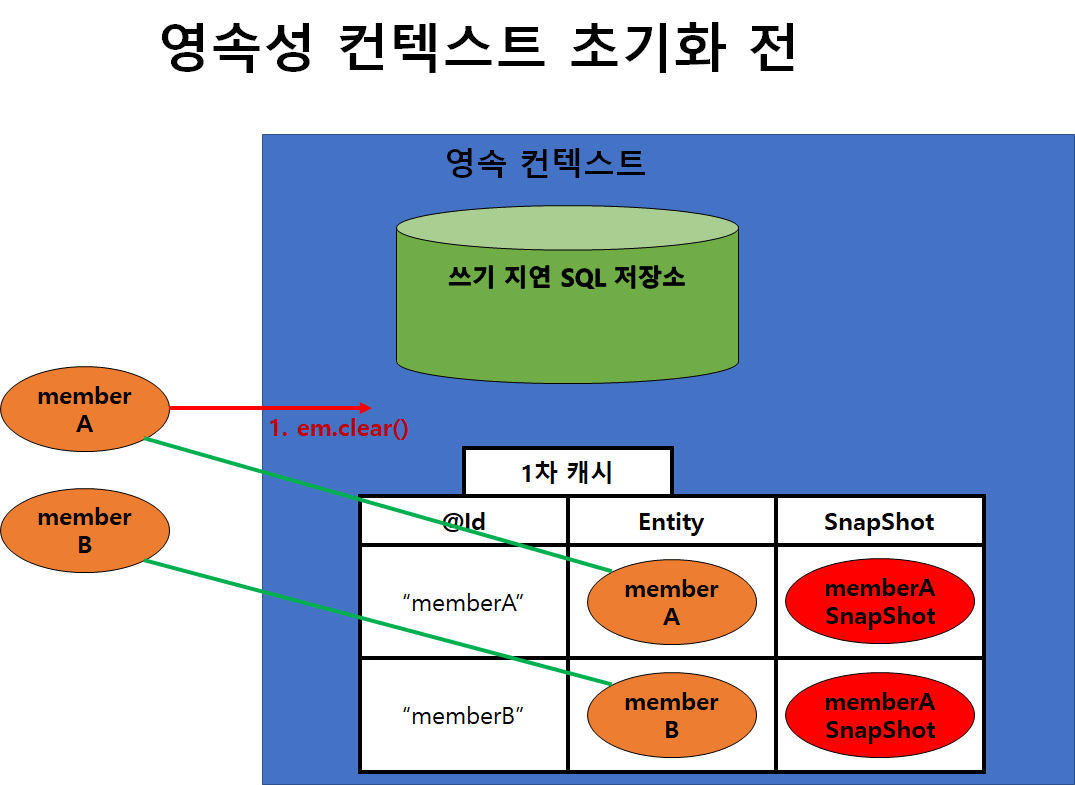 영속성 컨텍스트 초기화 전
영속 컨텍스트
쓰기 지연 SQL 저장소
member
A
1. em.clear()
member
B
1차 캐시
@Id
Entity
SnapShot
“memberA”
member
A
memberA
SnapShot
“memberB”
member
B
memberA
SnapShot